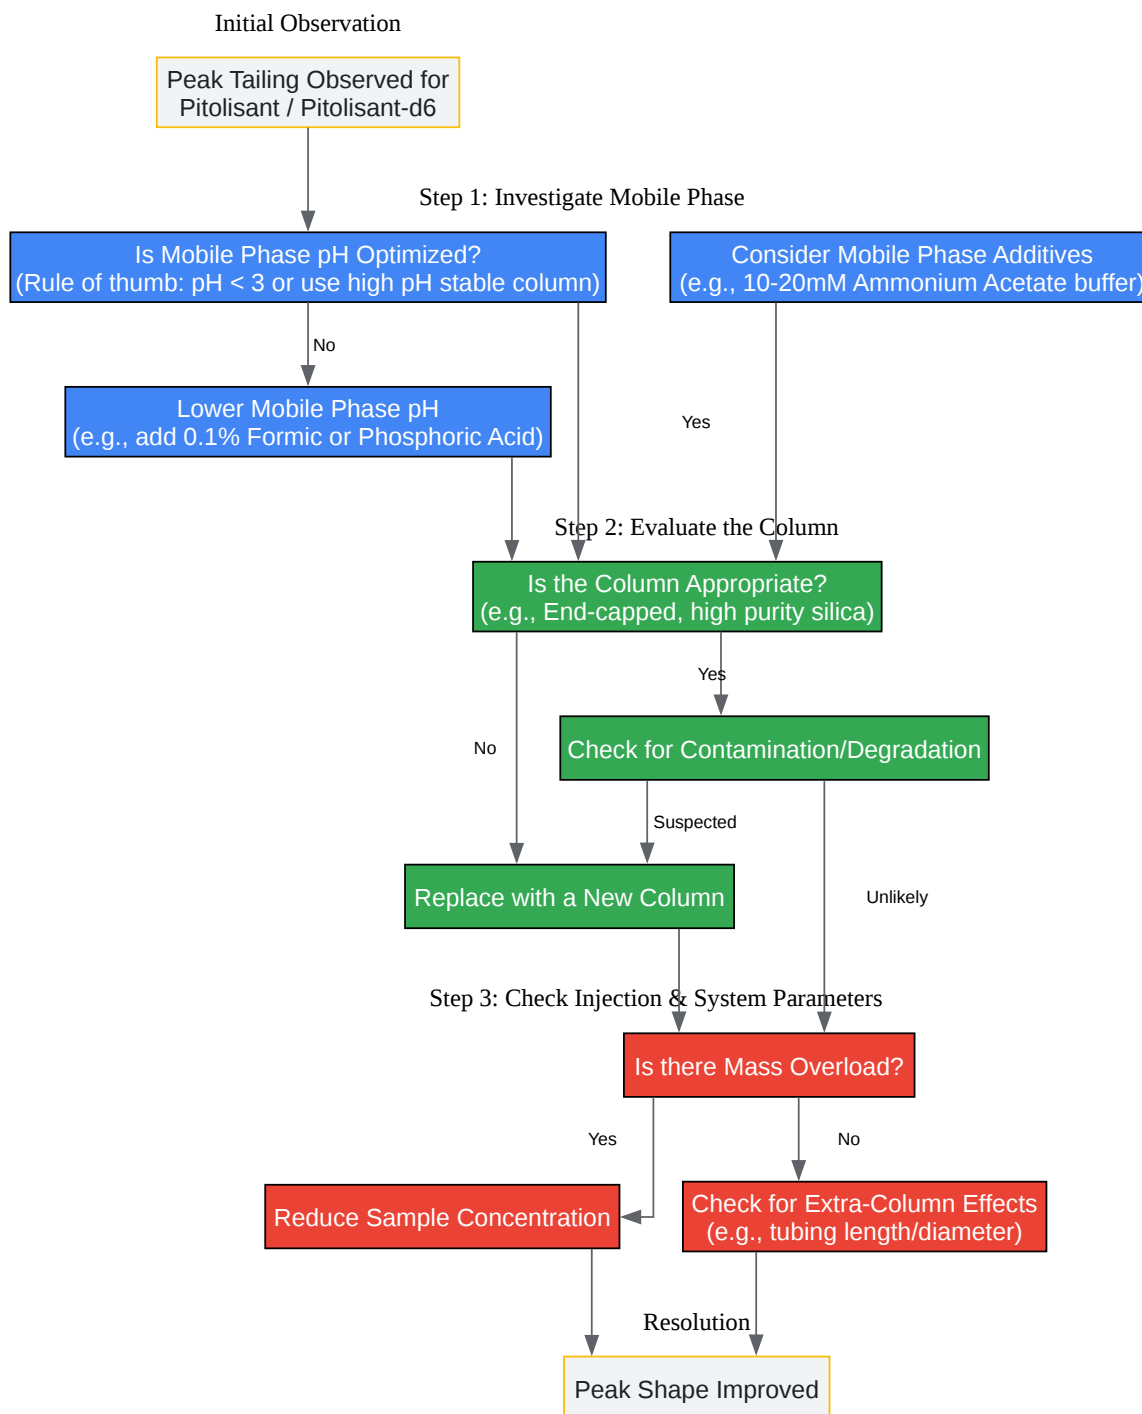 Initial Observation
Peak Tailing Observed for
Pitolisant / Pitolisant-d6
Step 1: Investigate Mobile Phase
Is Mobile Phase pH Optimized?
(Rule of thumb: pH < 3 or use high pH stable column)
Consider Mobile Phase Additives
(e.g., 10-20mM Ammonium Acetate buffer)
No
Lower Mobile Phase pH
(e.g., add 0.1% Formic or Phosphoric Acid)
Yes
Step 2: Evaluate the Column
Is the Column Appropriate?
(e.g., End-capped, high purity silica)
Yes
No
Check for Contamination/Degradation
Suspected
Replace with a New Column
Unlikely
Step 3: Check Injection & System Parameters
Is there Mass Overload?
Yes
No
Reduce Sample Concentration
Check for Extra-Column Effects
(e.g., tubing length/diameter)
Resolution
Peak Shape Improved